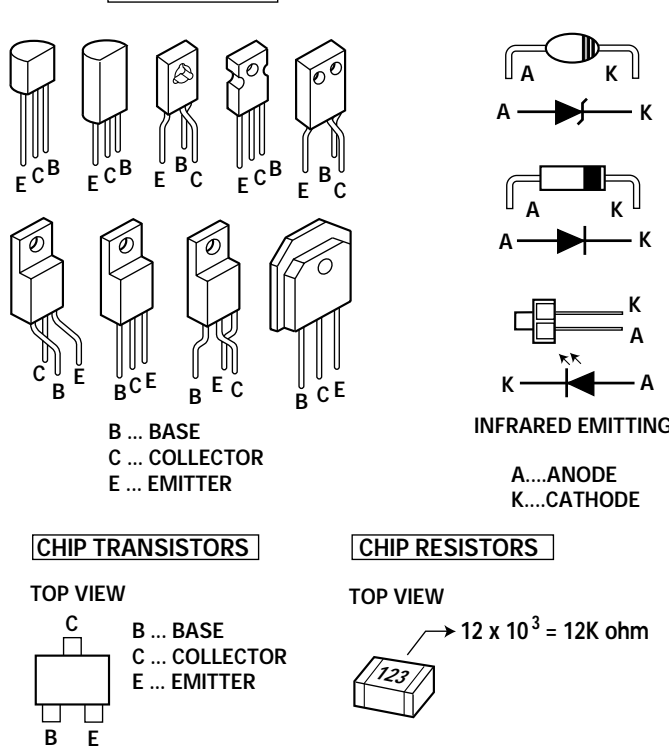 E C B
E C B
E B C
E C B
E B C
A K
A K
A K
A K
C B E
B C E
B E C
B C E
K
A
K A
INFRARED EMITTING
B ... BASE
C ... COLLECTOR
E ... EMITTER
A....ANODE
K....CATHODE
CHIP TRANSISTORS
CHIP RESISTORS
TOP VIEW
C
B ... BASE
C ... COLLECTOR
E ... EMITTER
B E
TOP VIEW
12 x 10³ = 12K ohm
123